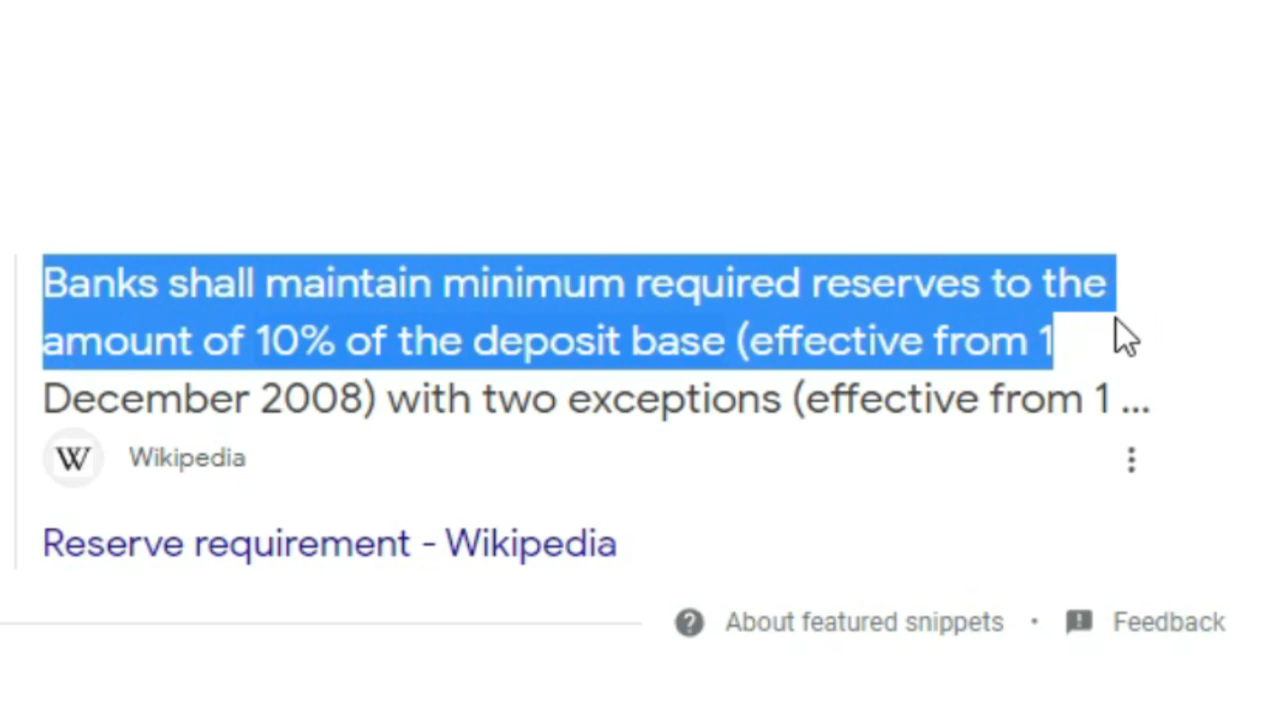 Banks shall maintain minimum required reserves to the
amount of 10% of the deposit base (effective from 1
December 2008) with two exceptions (effective from 1 ...
W Wikipedia
Reserve requirement - Wikipedia
About featured snippets • Feedback